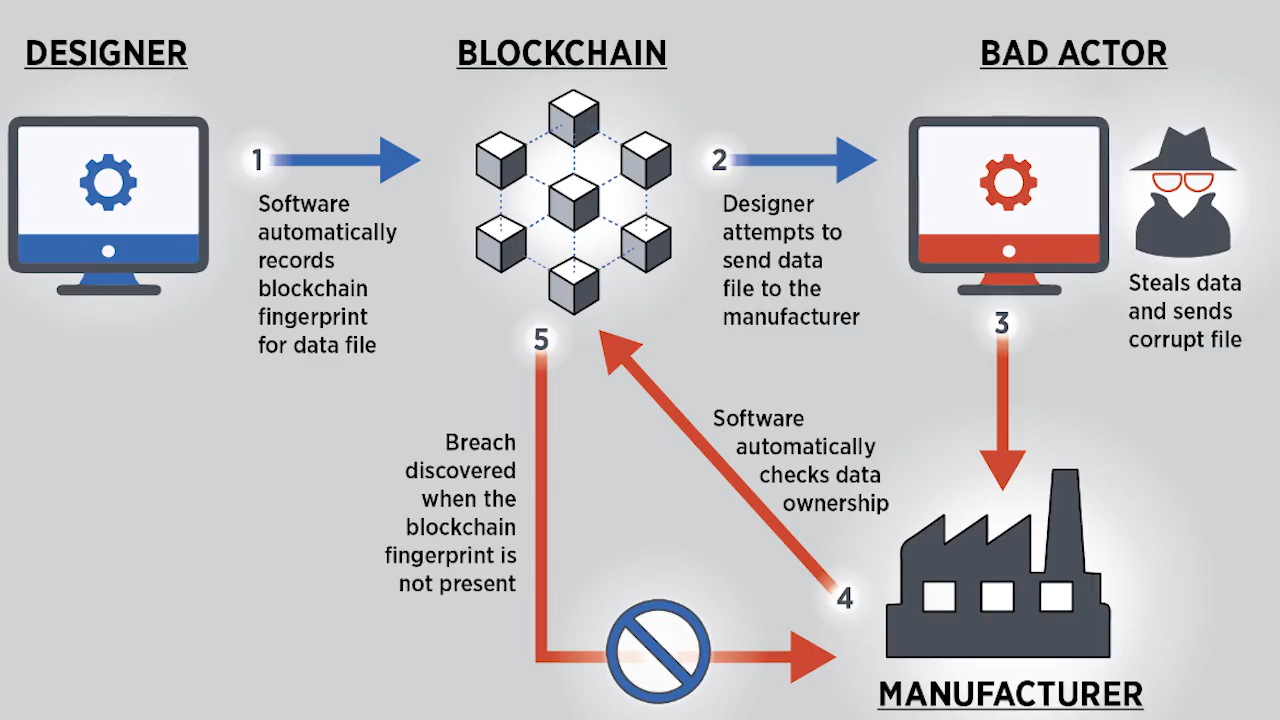 DESIGNER
BLOCKCHAIN
BAD ACTOR
1
Software
automatically
records
blockchain
fingerprint
for data file
2
Designer
attempts to
send data
file to the
manufacturer
Steals data
and sends
corrupt file
3
Software
automatically
checks data
ownership
4
5
Breach
discovered
when the
blockchain
fingerprint is
not present
MANUFACTURER